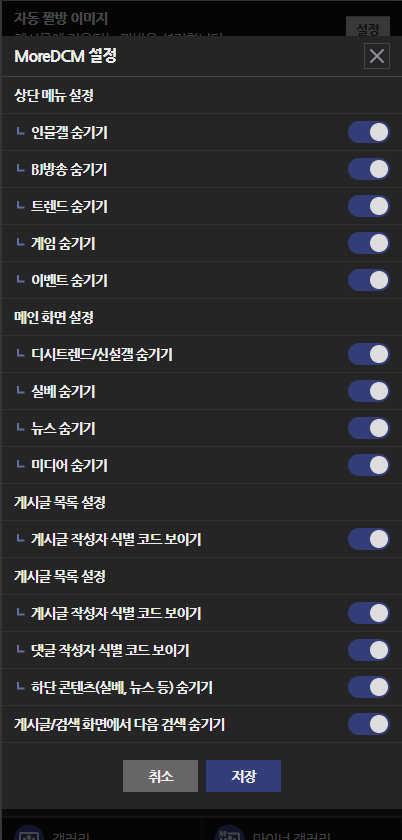 자동 짤방 이미지
설정
MoreDCM 설정
상단 메뉴 설정
인물갤 숨기기
BJ방송 숨기기
트렌드 숨기기
게임 숨기기
이벤트 숨기기
메인 화면 설정
디시트렌드/신설갤 숨기기
실베 숨기기
뉴스 숨기기
미디어 숨기기
게시글 목록 설정
게시글 작성자 식별 코드 보이기
게시글 목록 설정
게시글 작성자 식별 코드 보이기
댓글 작성자 식별 코드 보이기
하단 콘텐츠(실베, 뉴스 등) 숨기기
게시글/검색 화면에서 다음 검색 숨기기
취소 저장
갤러리 마이너 갤러리